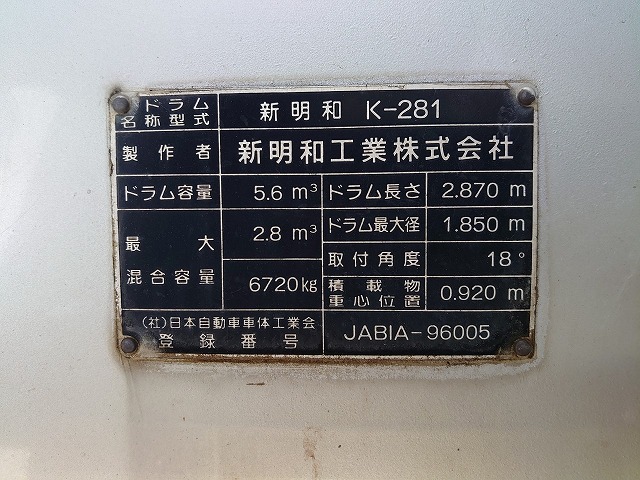 ドラム
名称型式
新明和 K-281
製作者
新明和工業株式会社
ドラム容量
5.6 m³
ドラム長さ
2.870 m
最大
混合容量
2.8 m³
6720kg
ドラム最大径
1.850 m
取付角度
18°
積載物
重心位置
0.920 m
(社)日本自動車車体工業会
登録番号
JABIA-96005